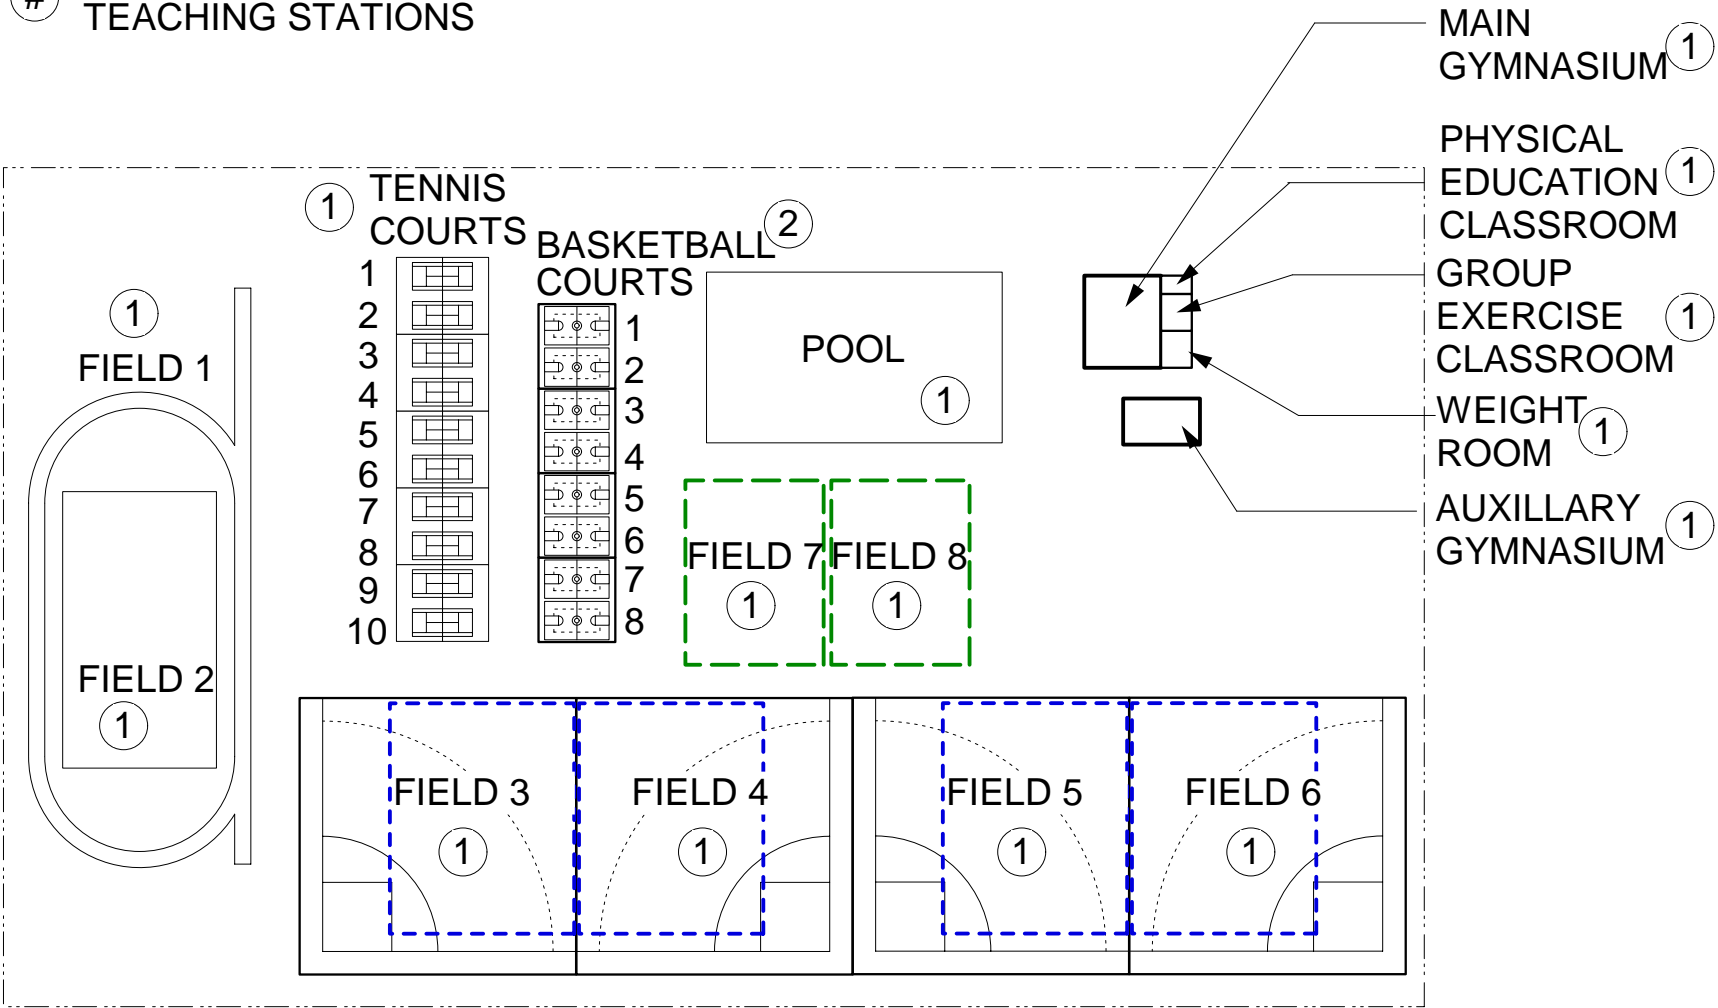 #
TEACHING STATIONS
MAIN
GYMNASIUM 1
PHYSICAL
EDUCATION 1
CLASSROOM
GROUP
EXERCISE 1
CLASSROOM
WEIGHT
ROOM 1
AUXILLARY
GYMNASIUM 1
1 TENNIS
COURTS
1
2
3
4
5
6
7
8
9
10
BASKETBALL 2
COURTS
1
2
3
4
5
6
7
8
POOL
1
1
FIELD 1
FIELD 2
1
FIELD 7
1
FIELD 8
1
FIELD 3
1
FIELD 4
1
FIELD 5
1
FIELD 6
1